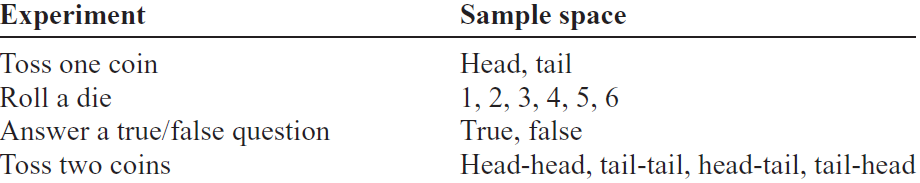 Experiment Sample space
Toss one coin Head, tail
Roll a die 1, 2, 3, 4, 5, 6
Answer a true/false question True, false
Toss two coins Head-head, tail-tail, head-tail, tail-head